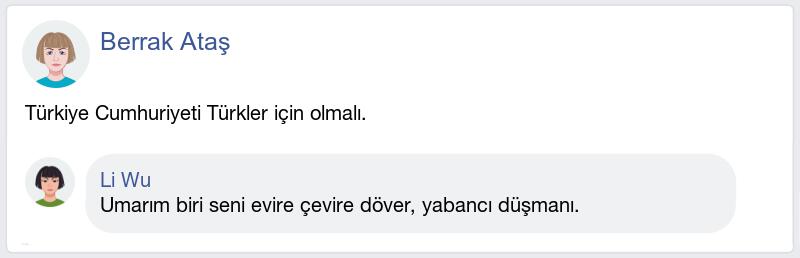 Berrak Ataş
Türkiye Cumhuriyeti Türkler için olmalı.
Li Wu
Umarım biri seni evire çevire döver, yabancı düşmanı.